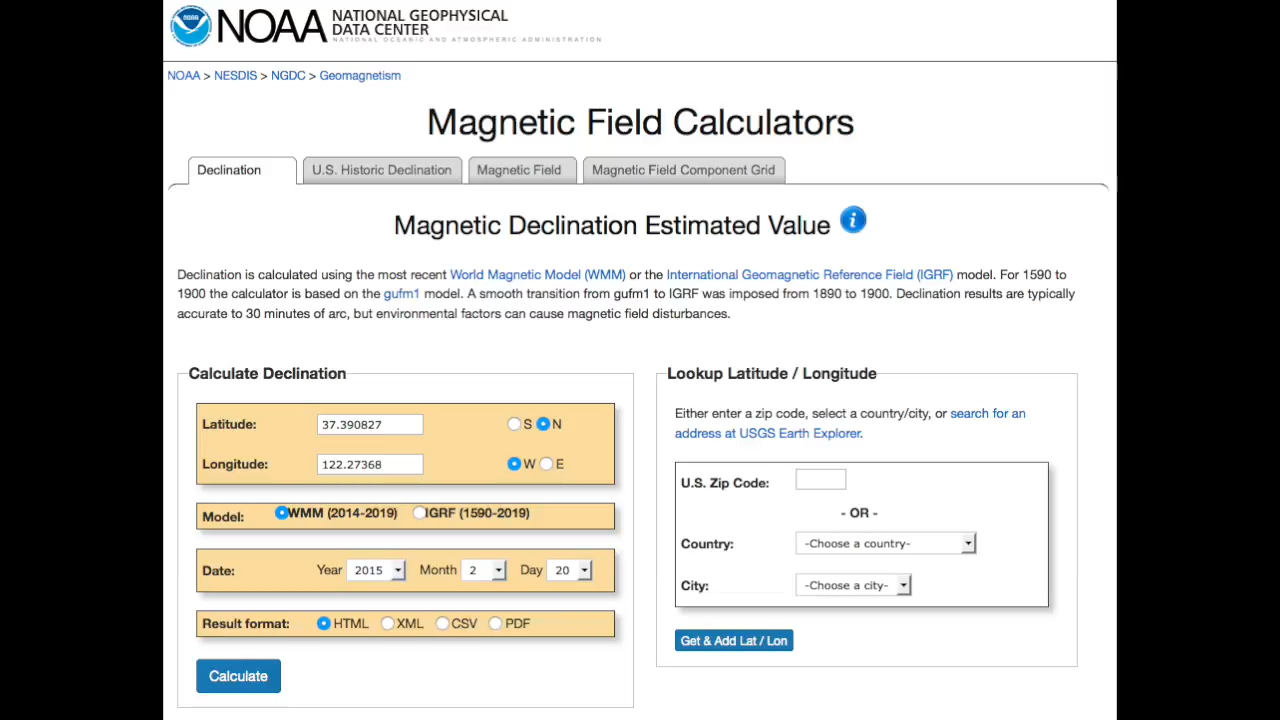 NOAA NATIONAL GEOPHYSICAL
DATA CENTER
NATIONAL OCEANIC AND ATMOSPHERIC ADMINISTRATION
NOAA > NESDIS > NGDC > Geomagnetism
Magnetic Field Calculators
Declination U.S. Historic Declination Magnetic Field Magnetic Field Component Grid
Magnetic Declination Estimated Value i
Declination is calculated using the most recent World Magnetic Model (WMM) or the International Geomagnetic Reference Field (IGRF) model. For 1590 to
1900 the calculator is based on the gufm1 model. A smooth transition from gufm1 to IGRF was imposed from 1890 to 1900. Declination results are typically
accurate to 30 minutes of arc, but environmental factors can cause magnetic field disturbances.
Calculate Declination
Latitude: 37.390827 S N
Longitude: 122.27368 W E
Model: WMM (2014-2019) IGRF (1590-2019)
Date: Year 2015 Month 2 Day 20
Result format: HTML XML CSV PDF
Calculate
Lookup Latitude / Longitude
Either enter a zip code, select a country/city, or search for an
address at USGS Earth Explorer.
U.S. Zip Code:
- OR -
Country: -Choose a country-
City: -Choose a city-
Get & Add Lat / Lon